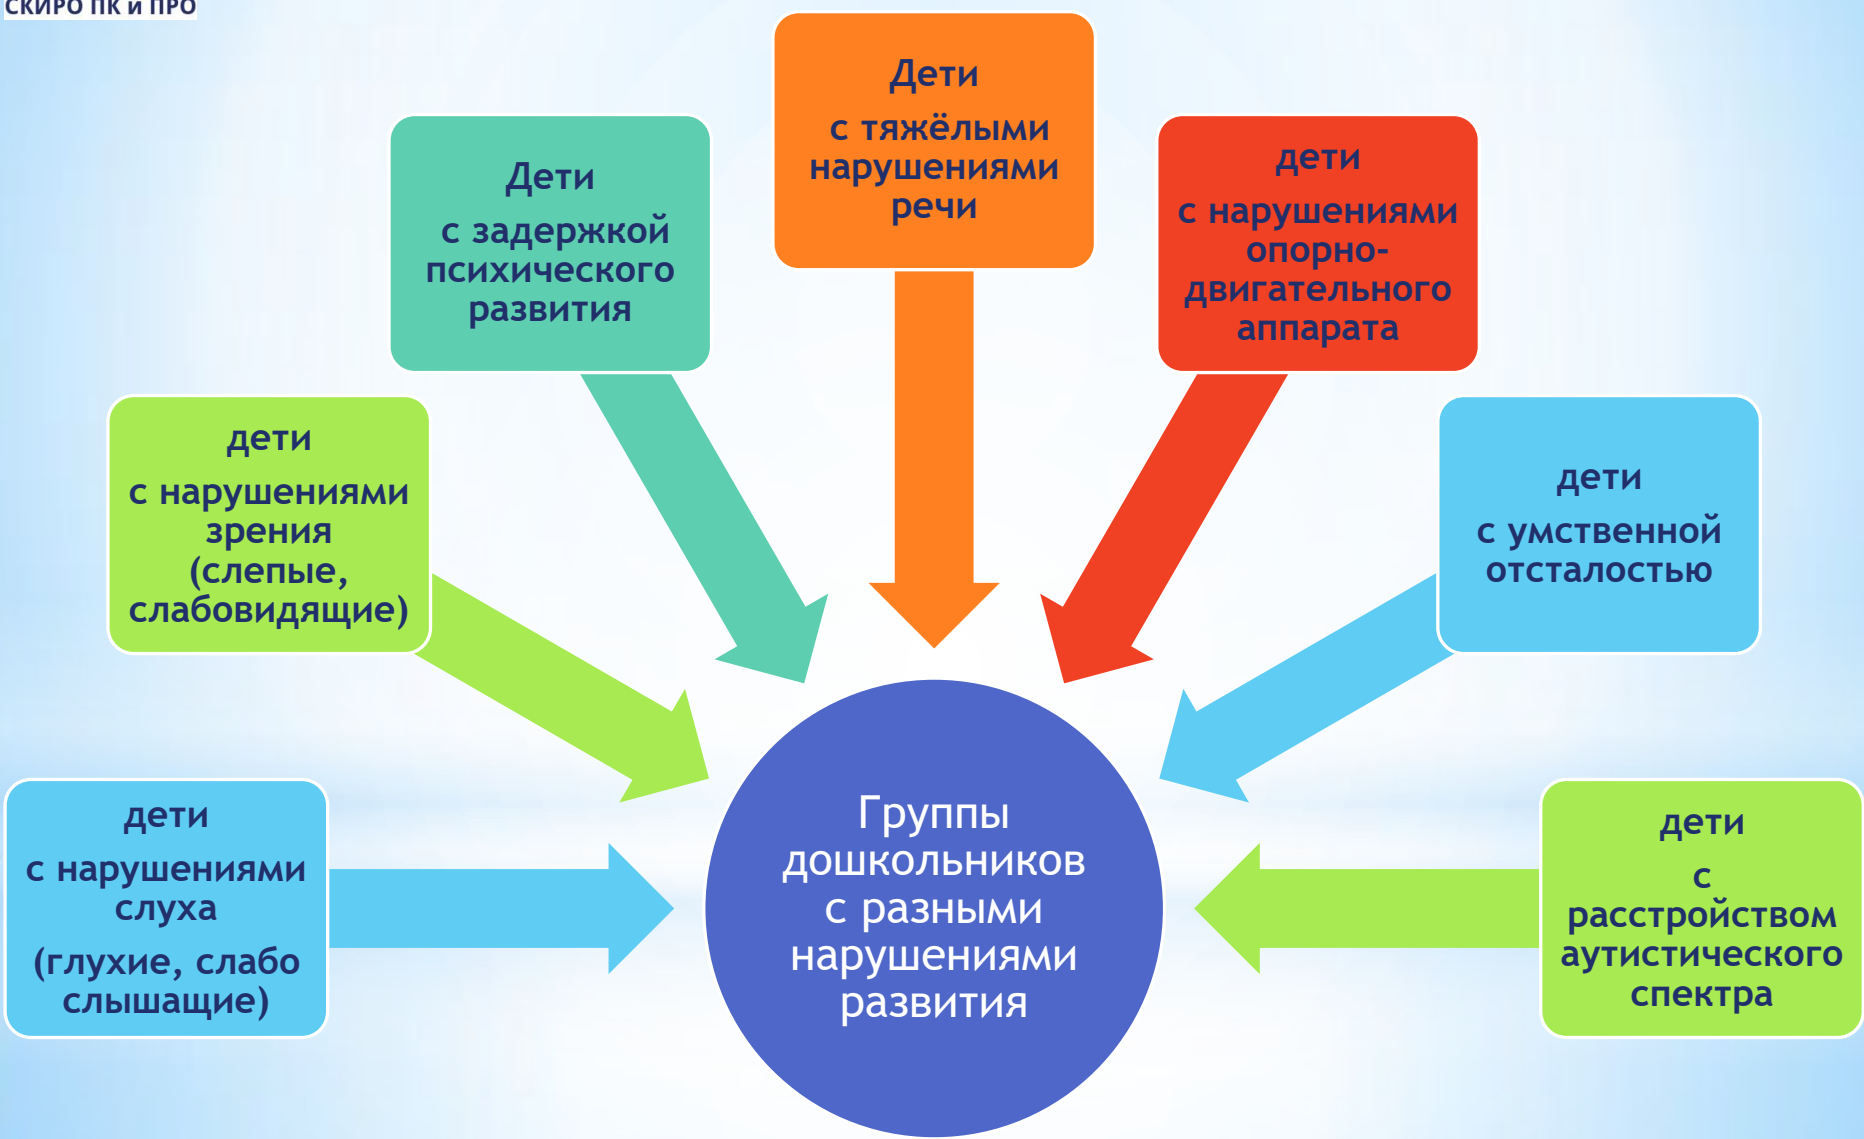 СКИРО ПК и ПРО
Дети
с тяжёлыми
нарушениями
речи
Дети
с задержкой
психического
развития
дети
с нарушениями
опорно-
двигательного
аппарата
дети
с нарушениями
зрения
(слепые,
слабовидящие)
дети
с умственной
отсталостью
дети
с нарушениями
слуха
(глухие, слабо
слышащие)
Группы
дошкольников
с разными
нарушениями
развития
дети
с
расстройством
аутистического
спектра